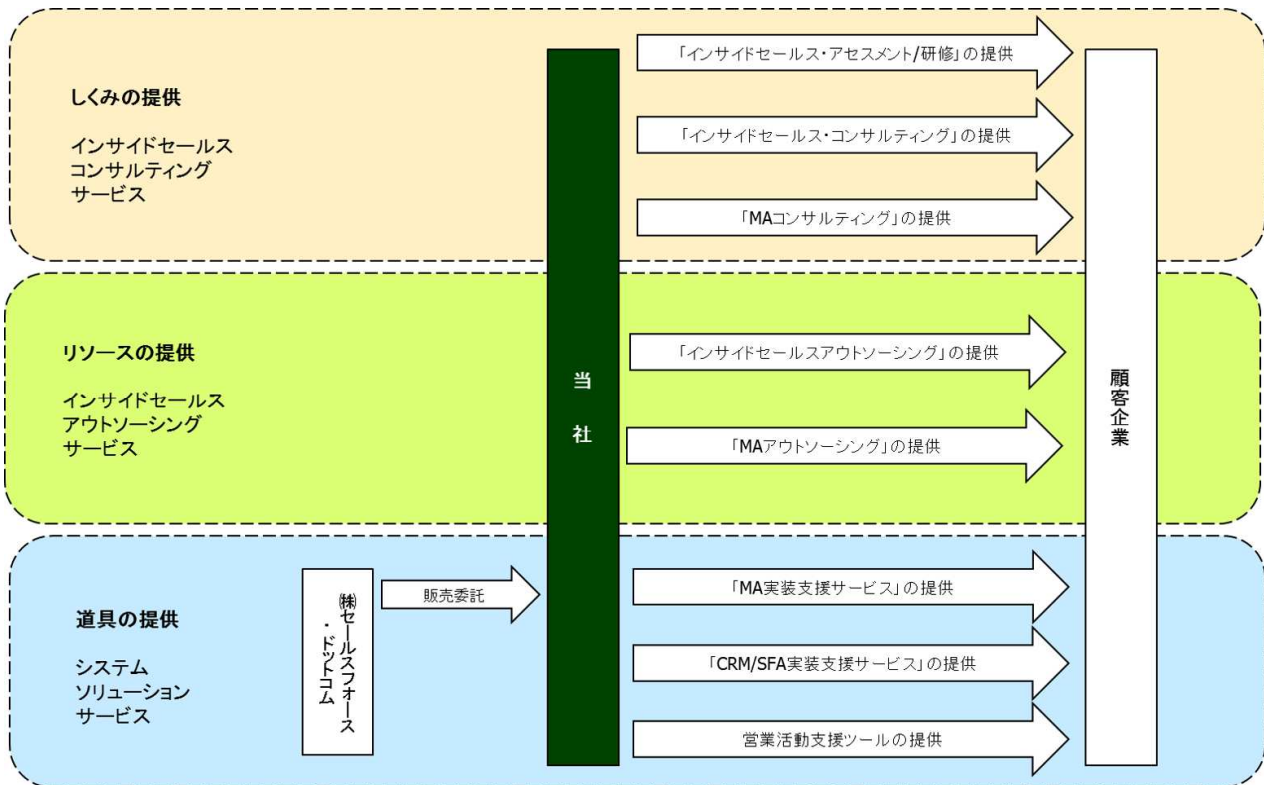 しくみの提供
インサイドセールス
コンサルティング
サービス
「インサイドセールス・アセスメント/研修」の提供
「インサイドセールス・コンサルティング」の提供
「MAコンサルティング」の提供
リソースの提供
インサイドセールス
アウトソーシング
サービス
当社
「インサイドセールスアウトソーシング」の提供
「MAアウトソーシング」の提供
顧客企業
道具の提供
システム
ソリューション
サービス
㈱セールスフォース
・ドットコム
販売委託
「MA実装支援サービス」の提供
「CRM/SFA実装支援サービス」の提供
営業活動支援ツールの提供